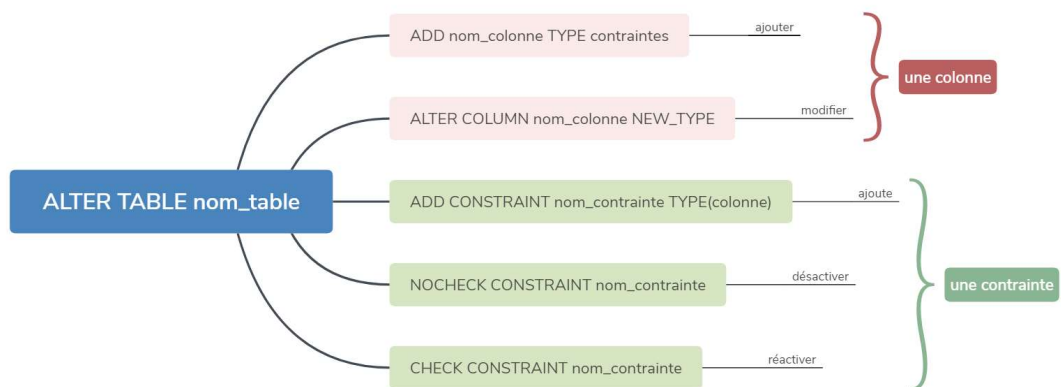 ALTER TABLE nom_table
ADD nom_colonne TYPE contraintes
ajouter
ALTER COLUMN nom_colonne NEW_TYPE
modifier
une colonne
ADD CONSTRAINT nom_contrainte TYPE(colonne)
ajoute
NOCHECK CONSTRAINT nom_contrainte
désactiver
CHECK CONSTRAINT nom_contrainte
réactiver
une contrainte